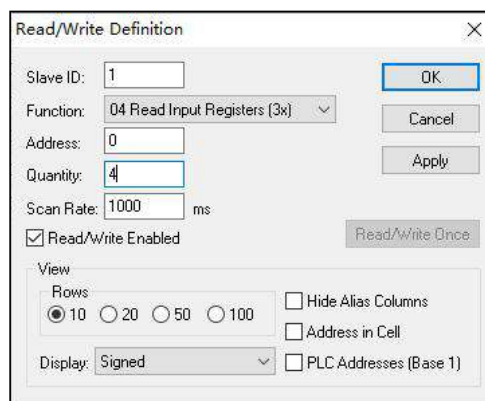 Read/Write Definition
Slave ID: 1
OK
Function: 04 Read Input Registers (3x)
Cancel
Address: 0
Apply
Quantity: 4
Scan Rate: 1000 ms
Read/Write Enabled
Read/Write Once
View
Rows
10 20 50 100
Hide Alias Columns
Address in Cell
Display: Signed
PLC Addresses (Base 1)